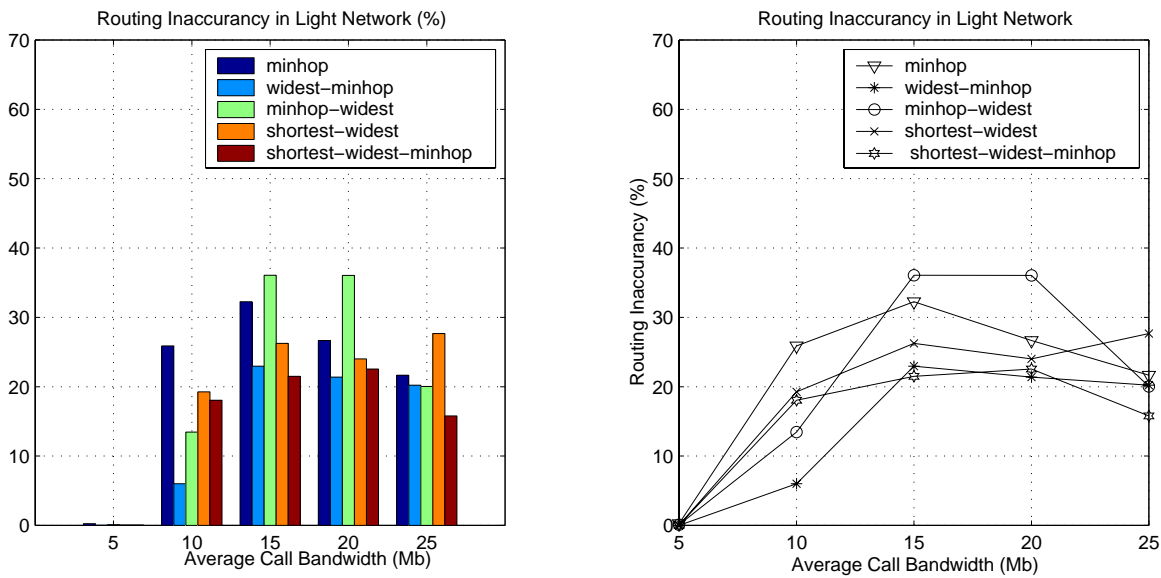 Routing Inaccurancy in Light Network (%)
70
60
50
40
30
20
10
0
minhop
widest−minhop
minhop−widest
shortest−widest
shortest−widest−minhop
5
10
15
20
25
Average Call Bandwidth (Mb)
Routing Inaccurancy in Light Network
Routing Inaccurancy (%)
70
60
50
40
30
20
10
0
minhop
widest−minhop
minhop−widest
shortest−widest
shortest−widest−minhop
5
10
15
20
25
Average Call Bandwidth (Mb)